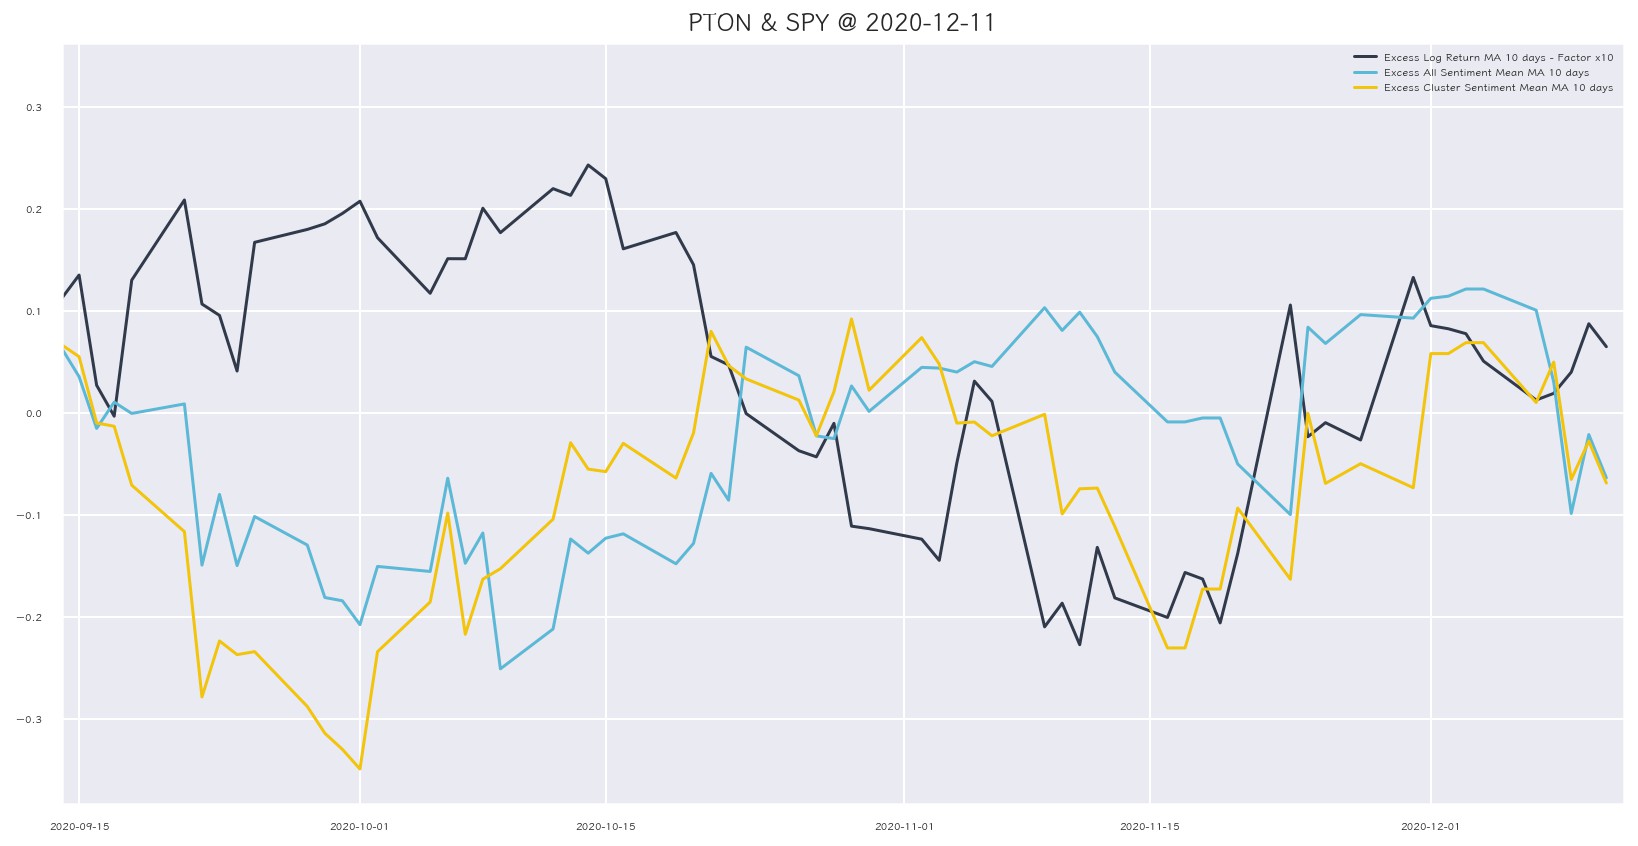 PTON & SPY @ 2020-12-11
Excess Log Return MA 10 days - Factor x10
Excess All Sentiment Mean MA 10 days
Excess Cluster Sentiment Mean MA 10 days
0.3
0.2
0.1
0.0
−0.1
−0.2
−0.3
2020-09-15 2020-10-01 2020-10-15 2020-11-01 2020-11-15 2020-12-01